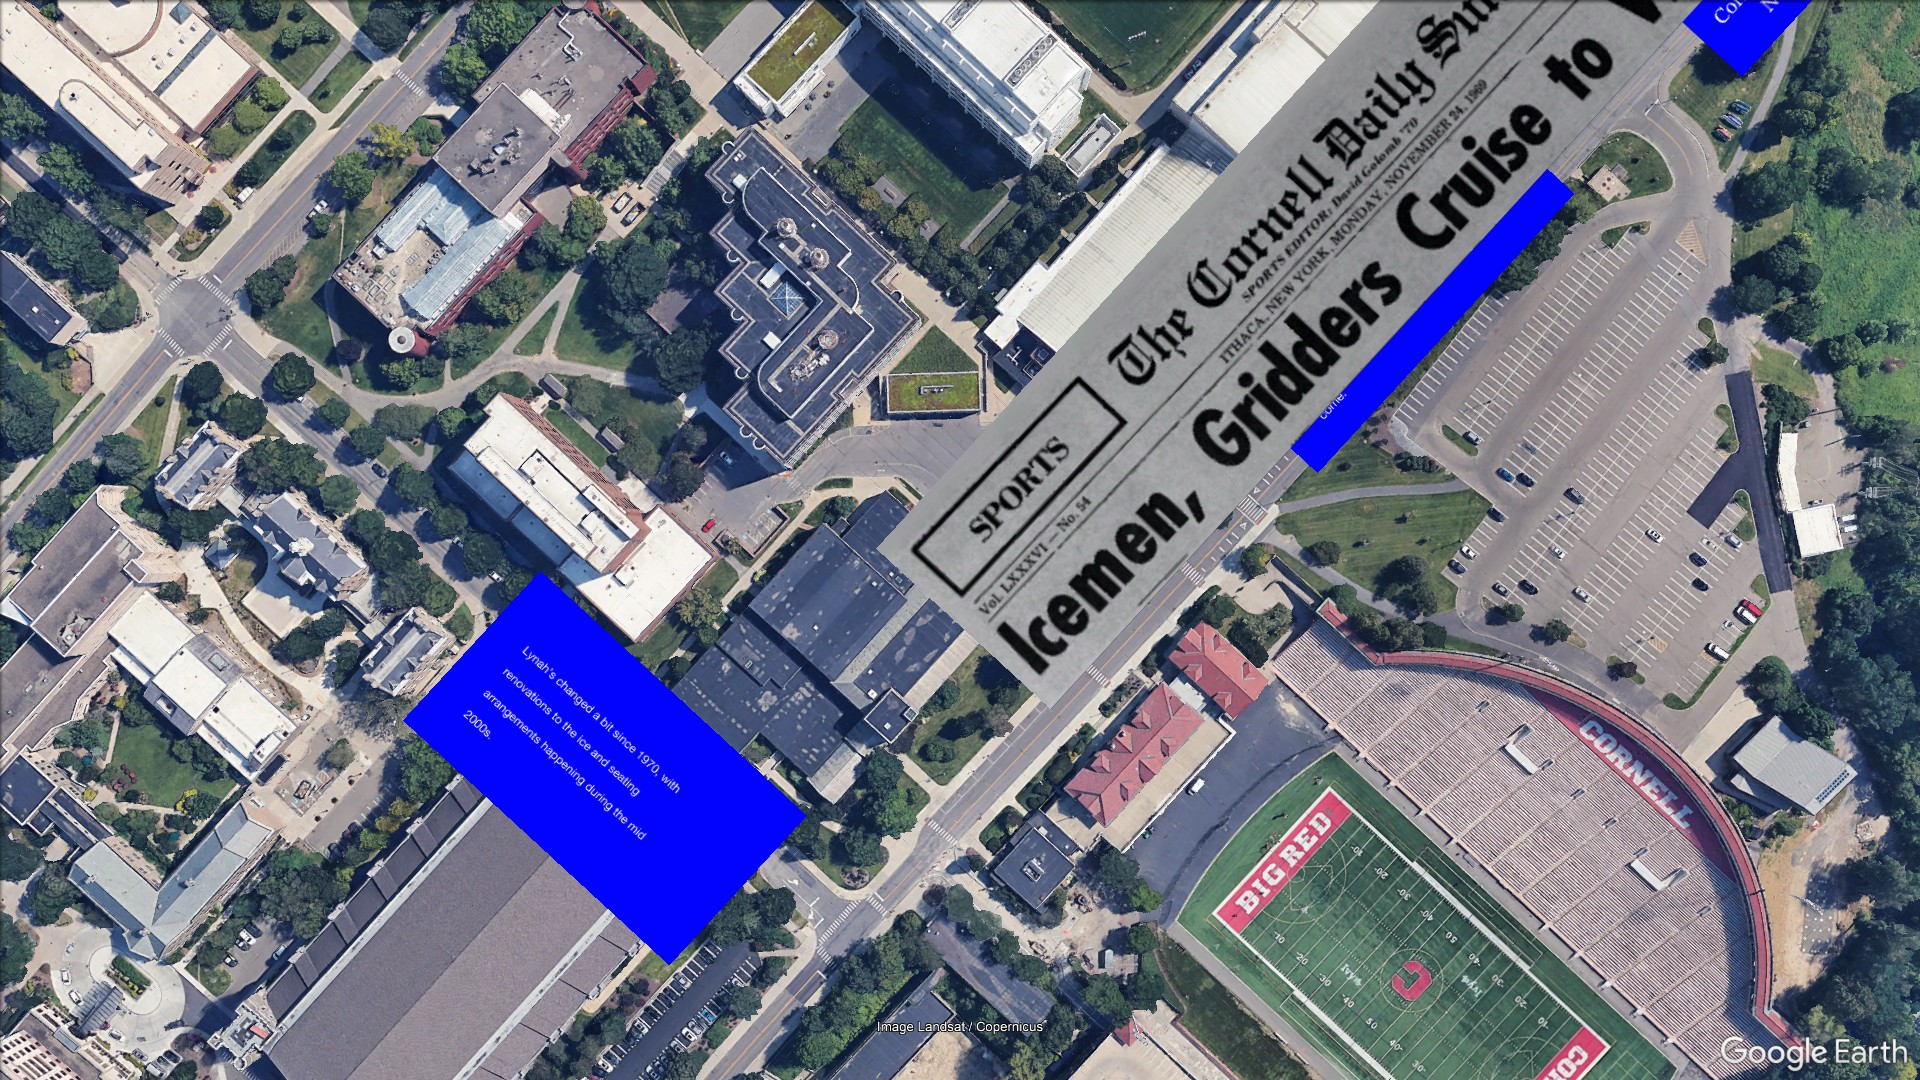 The Cornell Daily Sun
SPORTS EDITOR: David Golomb '70
ITHACA, NEW YORK, MONDAY, NOVEMBER 24, 1969
SPORTS
Vol. LXXXVI — No. 54
Icemen, Gridders Cruise to
come.
Lynah's changed a bit since 1970, with
renovations to the ice and seating
arrangements happening during the mid
2000s.
CORNELL
BIG RED
C
Image Landsat / Copernicus
Google Earth